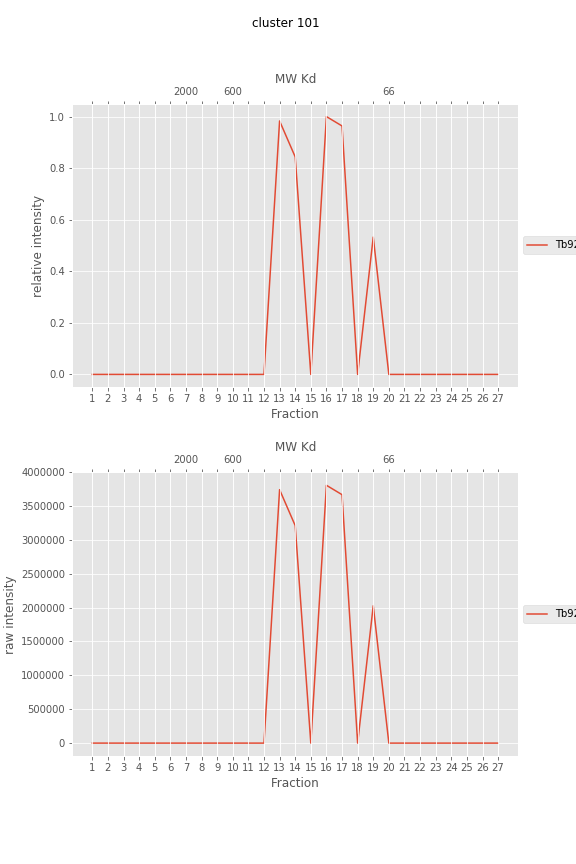 cluster 101
MW Kd
2000 600 66
1.0
0.8
0.6
0.4
0.2
0.0
relative intensity
Tb92
1 2 3 4 5 6 7 8 9 10 11 12 13 14 15 16 17 18 19 20 21 22 23 24 25 26 27
Fraction
MW Kd
2000 600 66
4000000
3500000
3000000
2500000
2000000
1500000
1000000
500000
0
raw intensity
Tb92
1 2 3 4 5 6 7 8 9 10 11 12 13 14 15 16 17 18 19 20 21 22 23 24 25 26 27
Fraction